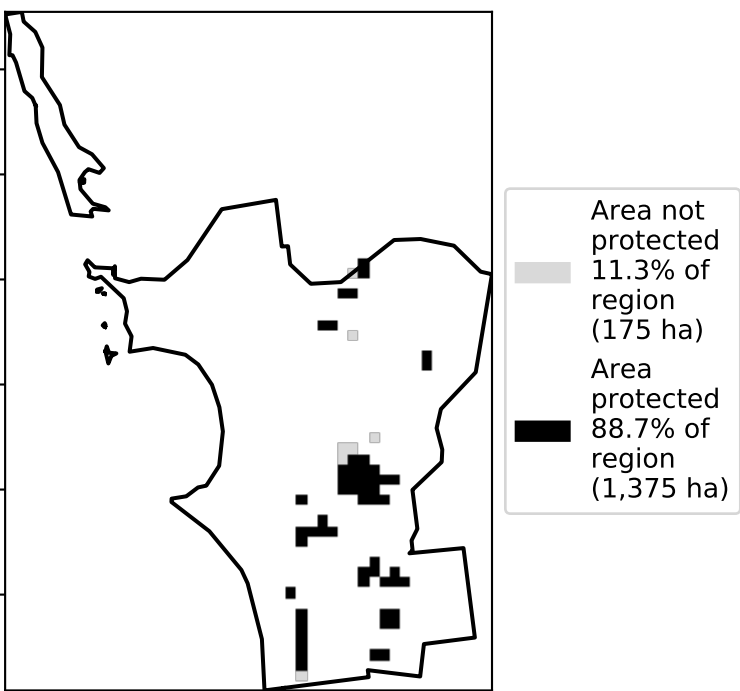 Area not
protected
11.3% of
region
(175 ha)
Area
protected
88.7% of
region
(1,375 ha)